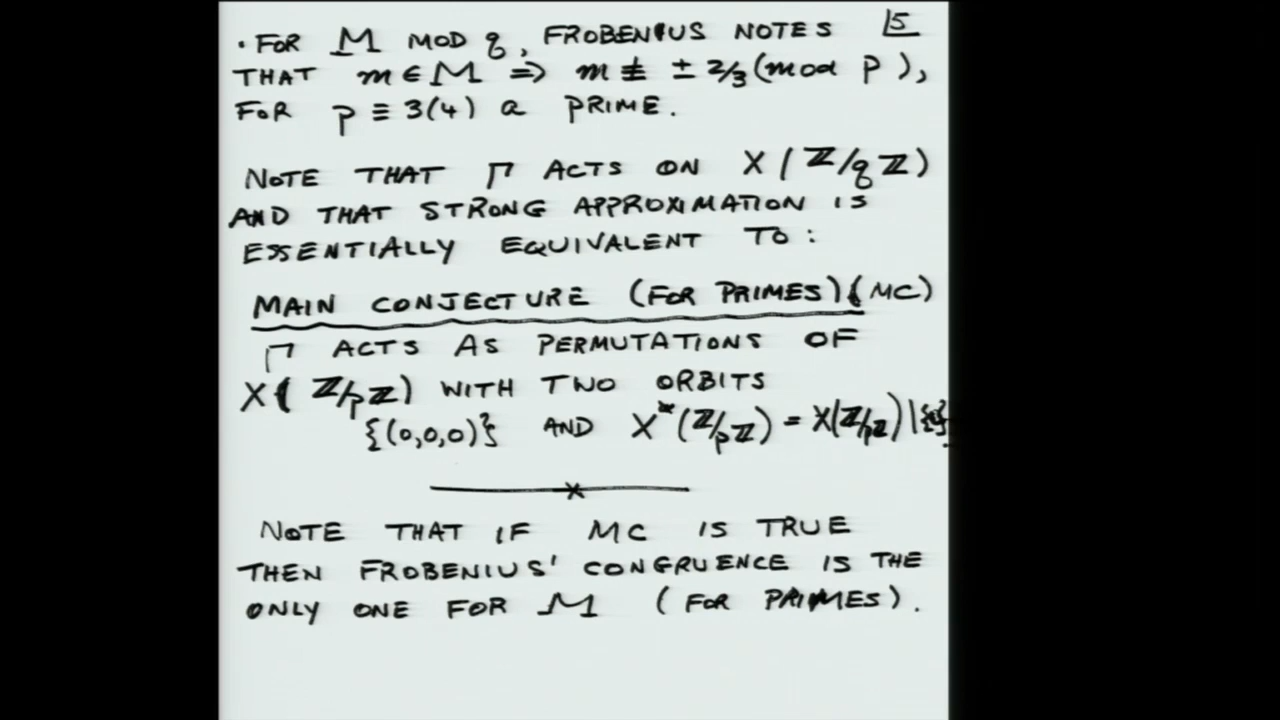 5
· FOR M MOD q, FROBENIUS NOTES
THAT m ∈ M ⇒ m ≢ ± 2/3 (mod p),
FOR p ≡ 3(4) a PRIME.
NOTE THAT Γ ACTS ON X(ℤ/qℤ)
AND THAT STRONG APPROXIMATION IS
ESSENTIALLY EQUIVALENT TO:
MAIN CONJECTURE (FOR PRIMES) (MC)
Γ ACTS AS PERMUTATIONS OF
X(ℤ/pℤ) WITH TWO ORBITS
{(0,0,0)} AND X*(ℤ/pℤ) = X(ℤ/pℤ)\
NOTE THAT IF MC IS TRUE
THEN FROBENIUS' CONGRUENCE IS THE
ONLY ONE FOR M (FOR PRIMES).